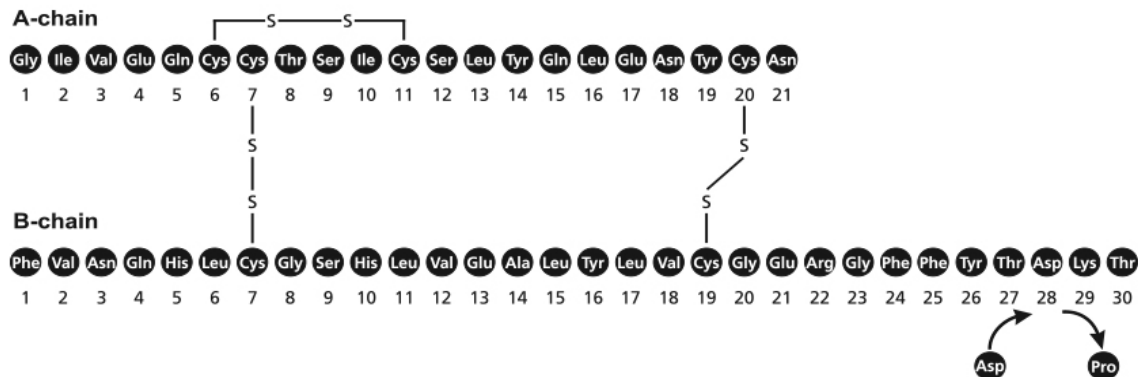 A-chain
S S
Gly Ile Val Glu Gln Cys Cys Thr Ser Ile Cys Ser Leu Tyr Gln Leu Glu Asn Tyr Cys Asn
1 2 3 4 5 6 7 8 9 10 11 12 13 14 15 16 17 18 19 20 21
S S
S S
B-chain
Phe Val Asn Gln His Leu Cys Gly Ser His Leu Val Glu Ala Leu Tyr Leu Val Cys Gly Glu Arg Gly Phe Phe Tyr Thr Asp Lys Thr
1 2 3 4 5 6 7 8 9 10 11 12 13 14 15 16 17 18 19 20 21 22 23 24 25 26 27 28 29 30
Asp Pro